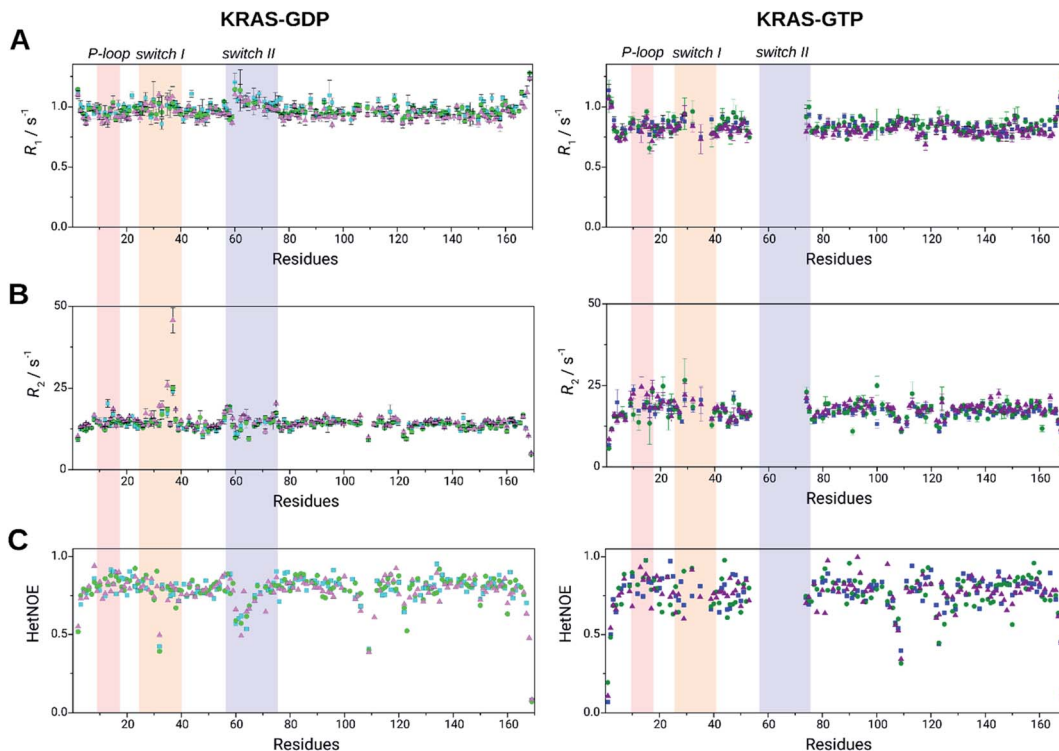 KRAS-GDP
KRAS-GTP
A
P-loop switch I switch II
P-loop switch I switch II
R1 / s-1
1.0
0.5
0.0
20 40 60 80 100 120 140 160
Residues
R1 / s-1
1.0
0.5
0.0
20 40 60 80 100 120 140 160
Residues
B
R2 / s-1
50
25
0
20 40 60 80 100 120 140 160
Residues
R2 / s-1
50
25
0
20 40 60 80 100 120 140 160
Residues
C
HetNOE
1.0
0.5
0.0
20 40 60 80 100 120 140 160
Residues
HetNOE
1.0
0.5
0.0
20 40 60 80 100 120 140 160
Residues